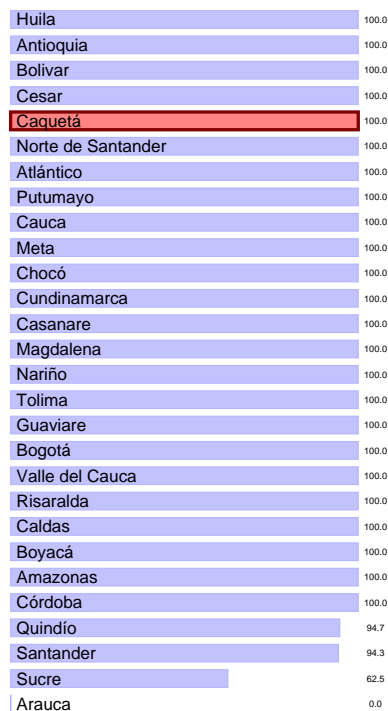 Huila 100.0
Antioquia 100.0
Bolivar 100.0
Cesar 100.0
Caquetá 100.0
Norte de Santander 100.0
Atlántico 100.0
Putumayo 100.0
Cauca 100.0
Meta 100.0
Chocó 100.0
Cundinamarca 100.0
Casanare 100.0
Magdalena 100.0
Nariño 100.0
Tolima 100.0
Guaviare 100.0
Bogotá 100.0
Valle del Cauca 100.0
Risaralda 100.0
Caldas 100.0
Boyacá 100.0
Amazonas 100.0
Córdoba 100.0
Quindío 94.7
Santander 94.3
Sucre 62.5
Arauca 0.0